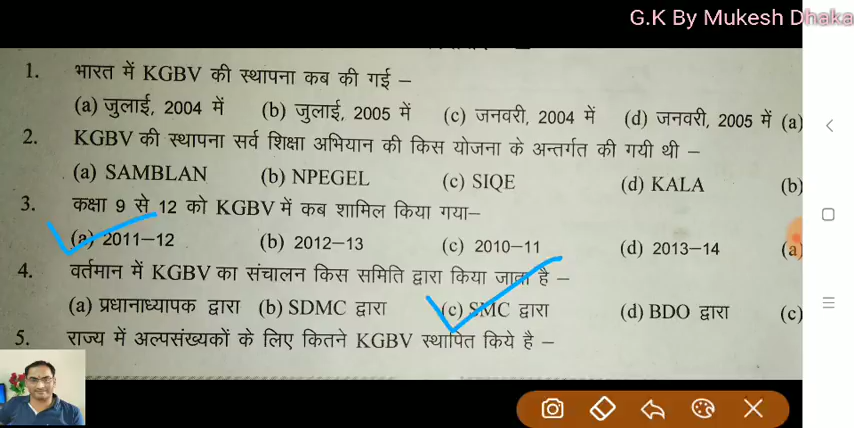 G.K By Mukesh Dhaka
1. भारत में KGBV की स्थापना कब की गई –
(a) जुलाई, 2004 में (b) जुलाई, 2005 में (c) जनवरी, 2004 में (d) जनवरी, 2005 में (a)
2. KGBV की स्थापना सर्व शिक्षा अभियान की किस योजना के अन्तर्गत की गयी थी –
(a) SAMBLAN (b) NPEGEL (c) SIQE (d) KALA (b)
3. कक्षा 9 से 12 को KGBV में कब शामिल किया गया–
(a) 2011–12 (b) 2012–13 (c) 2010–11 (d) 2013–14 (a)
4. वर्तमान में KGBV का संचालन किस समिति द्वारा किया जाता है –
(a) प्रधानाध्यापक द्वारा (b) SDMC द्वारा (c) SMC द्वारा (d) BDO द्वारा (c)
5. राज्य में अल्पसंख्यकों के लिए कितने KGBV स्थापित किये है –